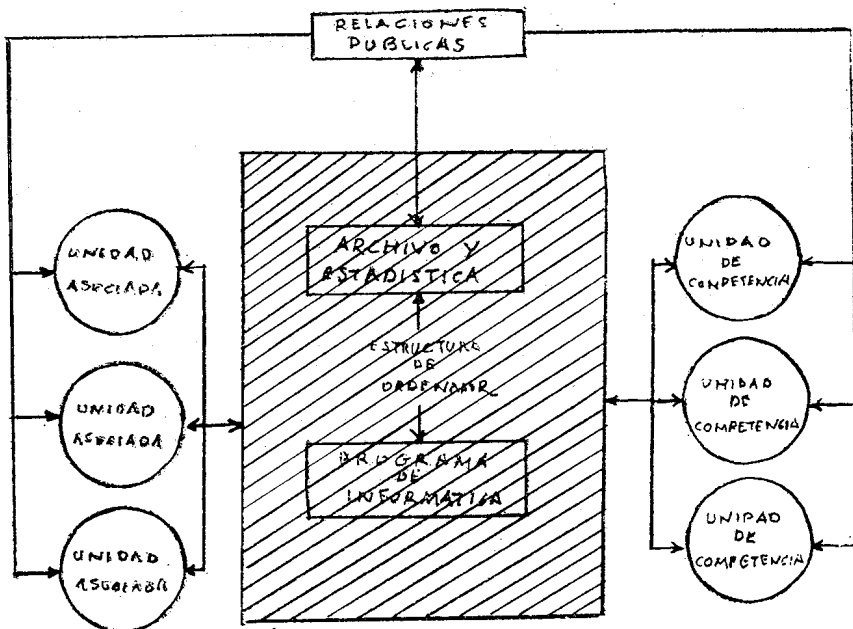 RELACIONES
PUBLICAS
ARCHIVO Y
ESTADISTICA
ESTRUCTURA
DE
ORDENADOR
PROGRAMA
DE
INFORMATICA
UNIDAD
ASOCIADA
UNIDAD
ASOCIADA
UNIDAD
ASOCIADA
UNIDAD
DE
COMPETENCIA
UNIDAD
DE
COMPETENCIA
UNIDAD
DE
COMPETENCIA